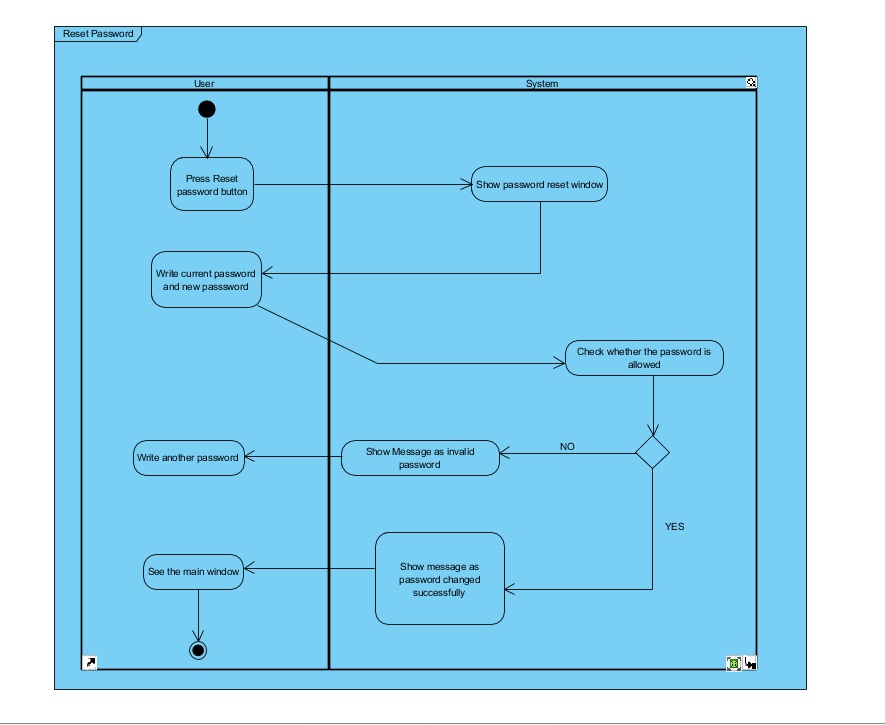 Reset Password
User
System
Press Reset
password button
Show password reset window
Write current password
and new passsword
Check whether the password is
allowed
NO
Show Message as invalid
password
Write another password
YES
Show message as
password changed
successfully
See the main window